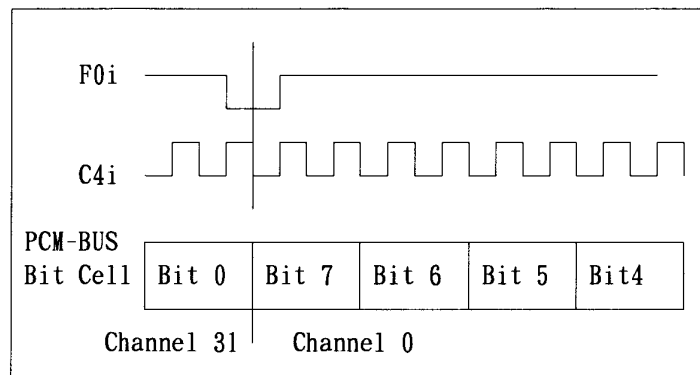 F0i
C4i
PCM-BUS
Bit Cell
Bit 0
Bit 7
Bit 6
Bit 5
Bit4
Channel 31
Channel 0